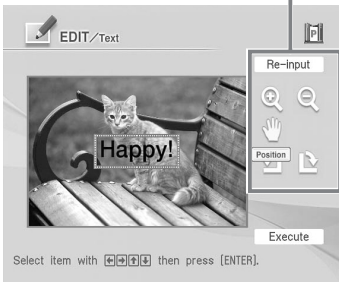 EDIT/Text
P
Re-input
Happy!
Position
Execute
Select item with ←→↑↓ then press [ENTER].